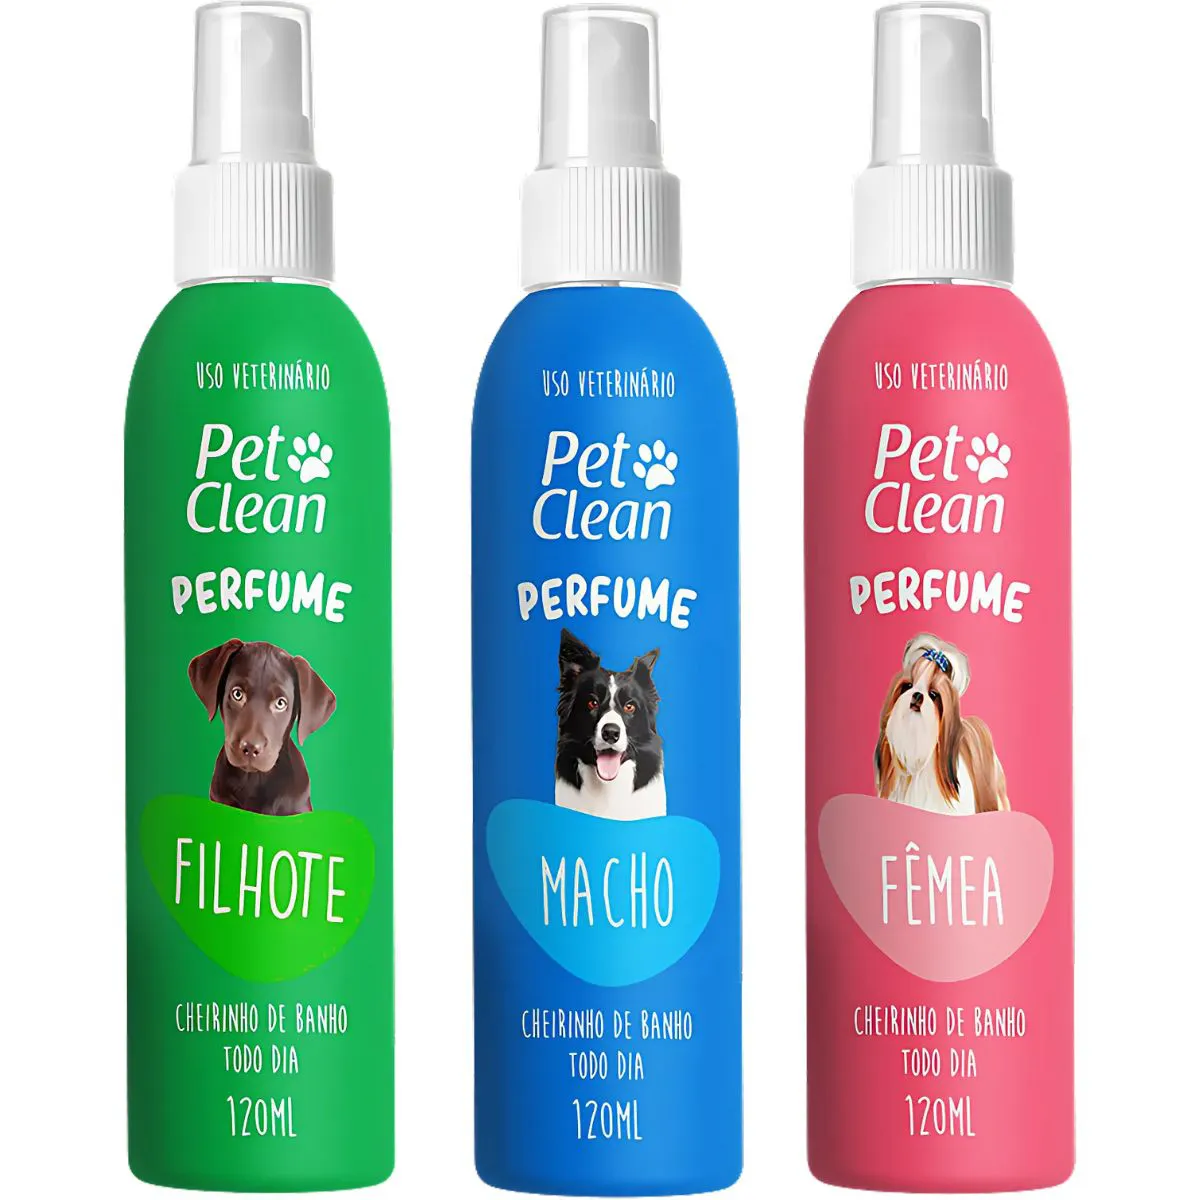 USO VETERINÁRIO
Pet
Clean
PERFUME
FILHOTE
CHEIRINHO DE BANHO
TODO DIA
120ML
USO VETERINÁRIO
Pet
Clean
PERFUME
MACHO
CHEIRINHO DE BANHO
TODO DIA
120ML
USO VETERINÁRIO
Pet
Clean
PERFUME
FÊMEA
CHEIRINHO DE BANHO
TODO DIA
120ML